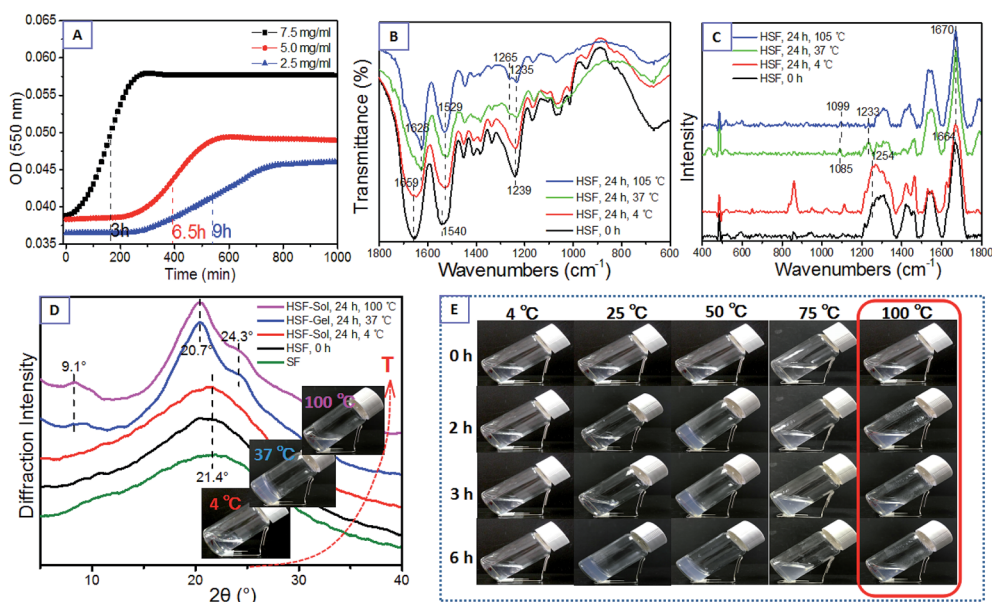 A
7.5 mg/ml
5.0 mg/ml
2.5 mg/ml
OD (550 nm)
0.065
0.060
0.055
0.050
0.045
0.040
0.035
3h
6.5h
9h
0 200 400 600 800 1000
Time (min)
B
1265
1235
1529
1628
1659
1239
1540
HSF, 24 h, 105 ℃
HSF, 24 h, 37 ℃
HSF, 24 h, 4 ℃
HSF, 0 h
Transmittance (%)
1800 1600 1400 1200 1000 800 600
Wavenumbers (cm-1)
C
HSF, 24 h, 105 ℃
HSF, 24 h, 37 ℃
HSF, 24 h, 4 ℃
HSF, 0 h
1670
1099
1233
1085
1254
1664
Intensity
400 600 800 1000 1200 1400 1600 1800
Wavenumbers (cm-1)
D
HSF-Sol, 24 h, 100 ℃
HSF-Gel, 24 h, 37 ℃
HSF-Sol, 24 h, 4 ℃
HSF, 0 h
SF
9.1°
20.7°
24.3°
21.4°
T
100 °C
37 °C
4 °C
Diffraction Intensity
10 20 30 40
2θ (°)
E
4 °C 25 °C 50 °C 75 °C 100 °C
0 h
2 h
3 h
6 h